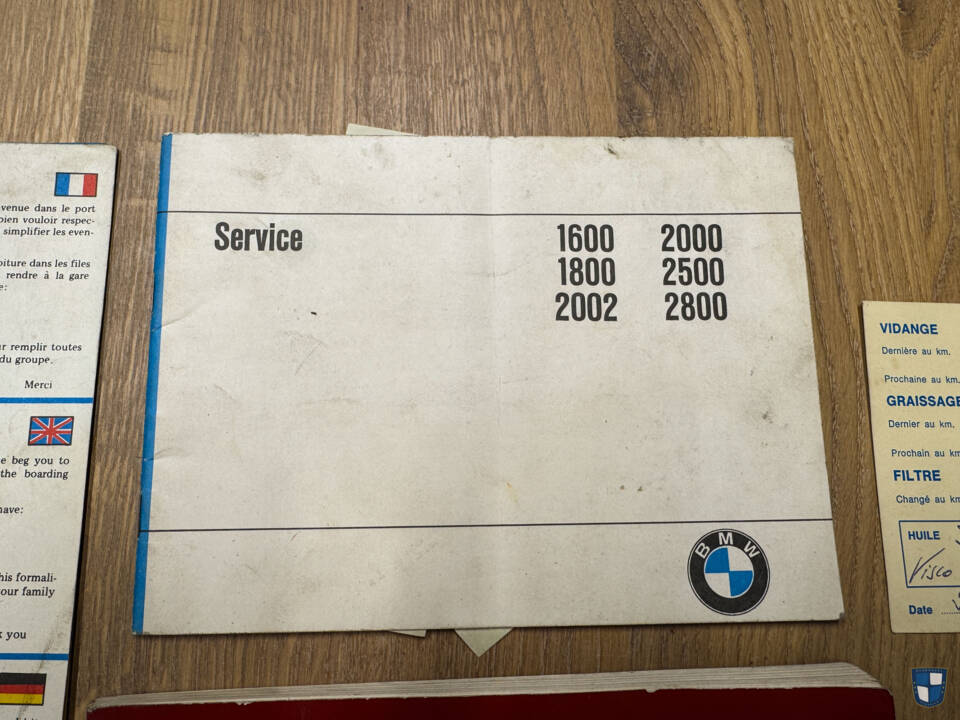 venue dans le port
bien vouloir respec-
simplifier les even-
oiture dans les files
rendre à la gare
e:
ur remplir toutes
du groupe.
Merci
e beg you to
the boarding
have:
his formali-
our family
you
Service
1600 2000
1800 2500
2002 2800
BMW
VIDANGE
Dernière au km.
Prochaine au km.
GRAISSAGE
Dernier au km.
Prochain au km
FILTRE
Changé au km
HUILE
Visco
Date